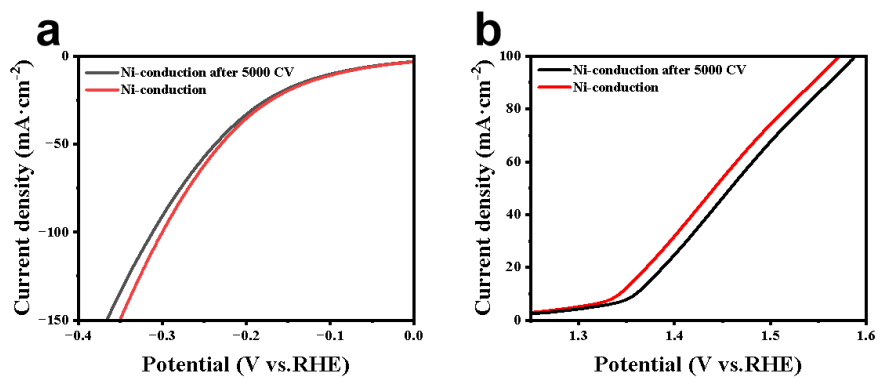 a
Ni-conduction after 5000 CV
Ni-conduction
Current density (mA·cm⁻²)
0
−50
−100
−150
−0.4
−0.3
−0.2
−0.1
0.0
Potential (V vs.RHE)
b
Ni-conduction after 5000 CV
Ni-conduction
Current density (mA·cm⁻²)
100
80
60
40
20
0
1.3
1.4
1.5
1.6
Potential (V vs.RHE)